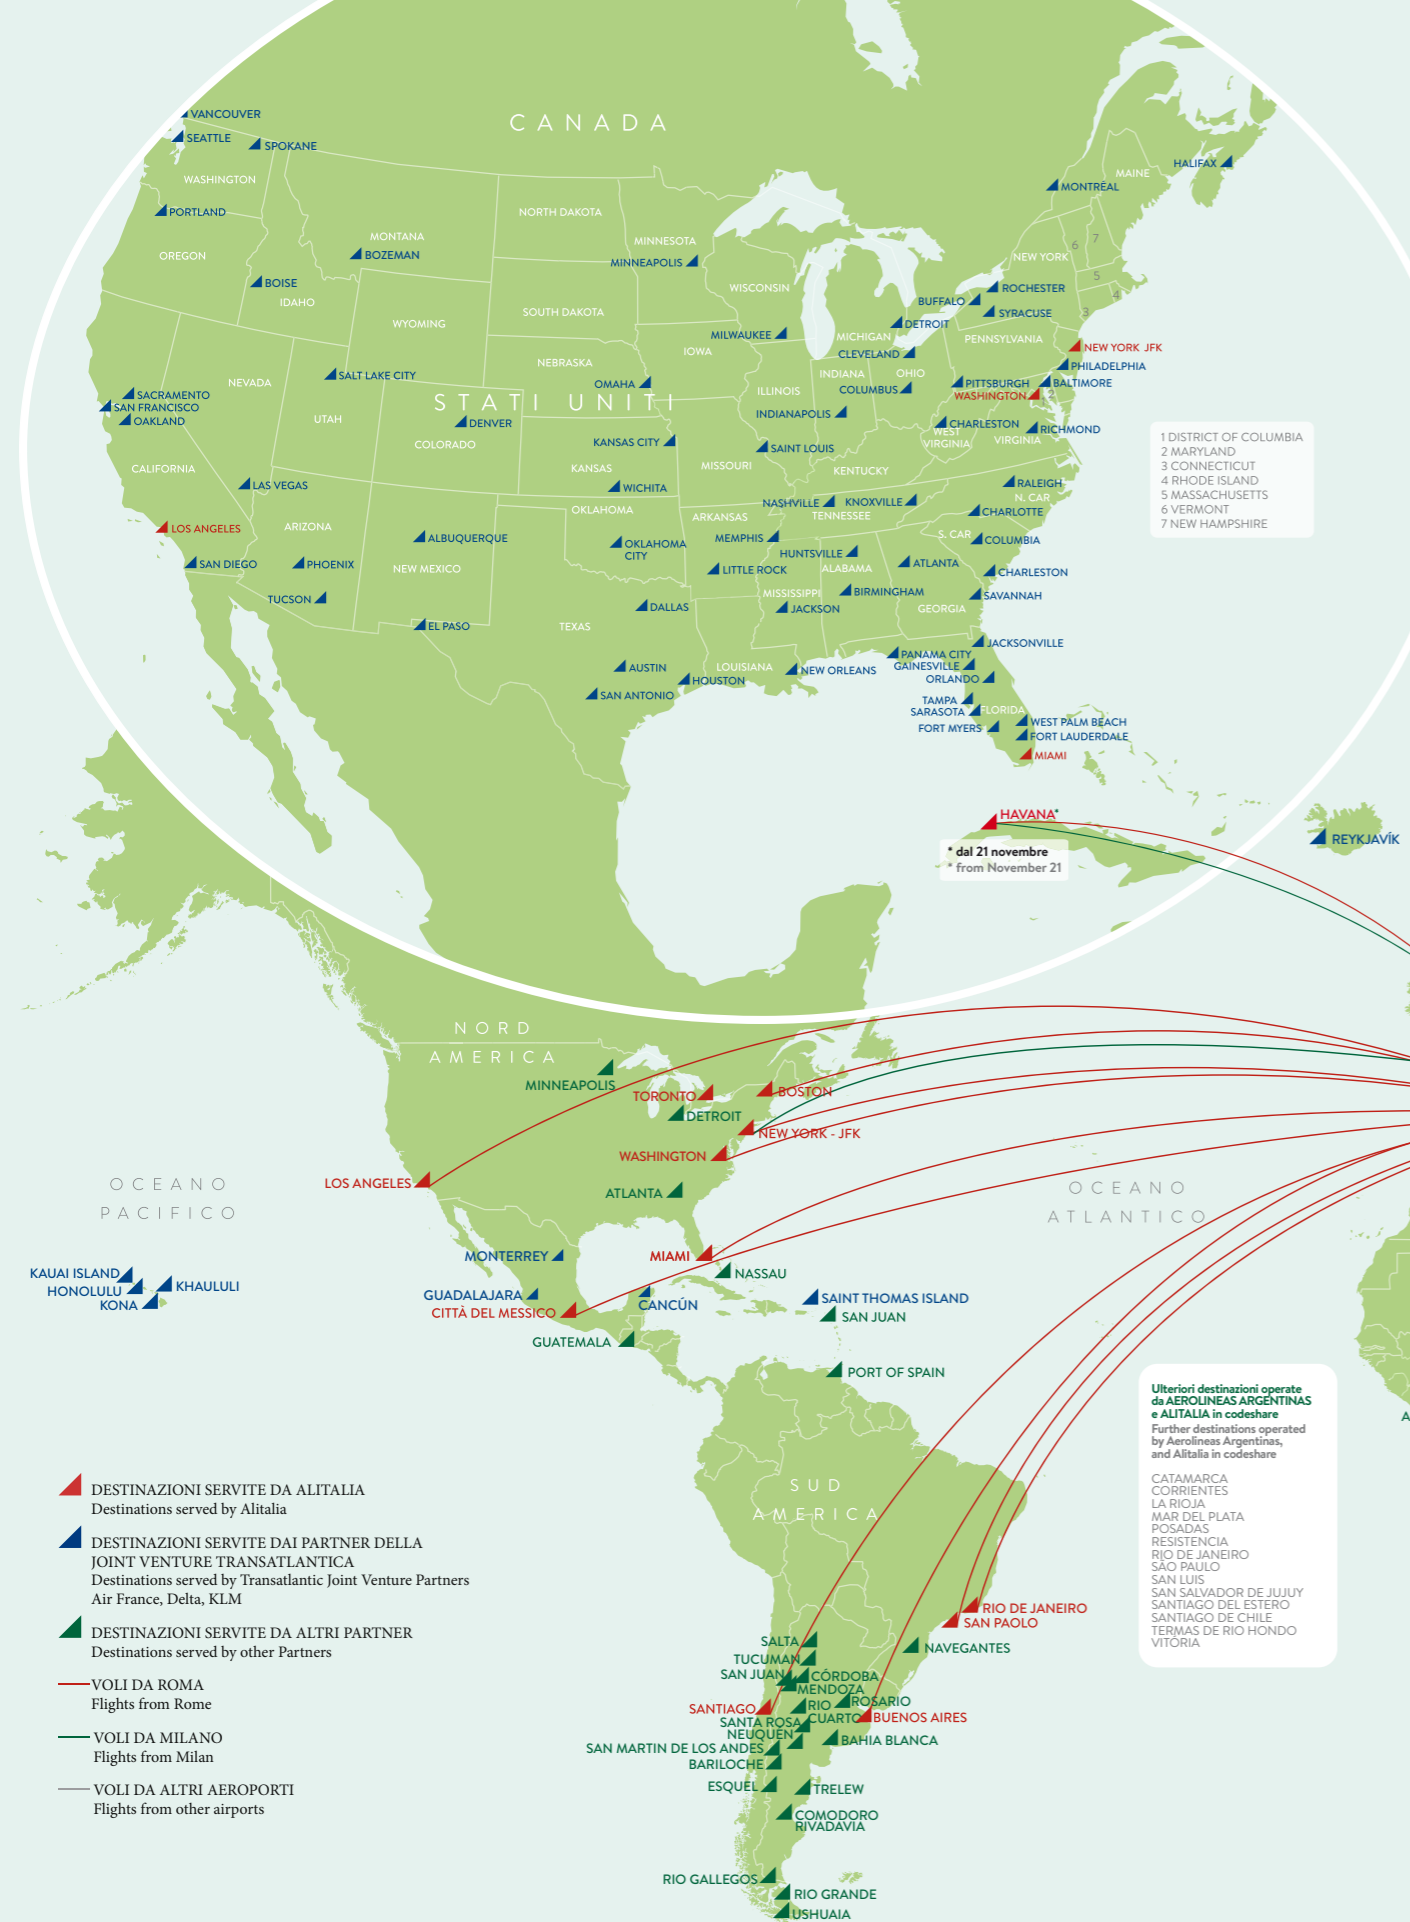 CANADA
VANCOUVER
SEATTLE
SPOKANE
WASHINGTON
PORTLAND
OREGON
MONTANA
BOZEMAN
BOISE
IDAHO
NORTH DAKOTA
MINNESOTA
MINNEAPOLIS
WISCONSIN
SOUTH DAKOTA
WYOMING
MILWAUKEE
IOWA
NEBRASKA
OMAHA
HALIFAX
MAINE
MONTRÉAL
6
7
NEW YORK
5
4
3
ROCHESTER
BUFFALO
SYRACUSE
DETROIT
MICHIGAN
PENNSYLVANIA
CLEVELAND
NEW YORK JFK
PHILADELPHIA
INDIANA
OHIO
COLUMBUS
PITTSBURGH
BALTIMORE
WASHINGTON
2
ILLINOIS
INDIANAPOLIS
CHARLESTON
RICHMOND
WEST
VIRGINIA
VIRGINIA
NEVADA
SALT LAKE CITY
UTAH
SACRAMENTO
SAN FRANCISCO
OAKLAND
STATI UNITI
DENVER
COLORADO
KANSAS CITY
SAINT LOUIS
CALIFORNIA
KANSAS
MISSOURI
KENTUCKY
LAS VEGAS
WICHITA
RALEIGH
N. CAR
NASHVILLE
KNOXVILLE
TENNESSEE
CHARLOTTE
OKLAHOMA
ARKANSAS
LOS ANGELES
ARIZONA
ALBUQUERQUE
OKLAHOMA
CITY
MEMPHIS
S. CAR
COLUMBIA
HUNTSVILLE
SAN DIEGO
PHOENIX
NEW MEXICO
LITTLE ROCK
ALABAMA
ATLANTA
CHARLESTON
TUCSON
MISSISSIPPI
BIRMINGHAM
SAVANNAH
DALLAS
JACKSON
GEORGIA
EL PASO
TEXAS
JACKSONVILLE
AUSTIN
LOUISIANA
NEW ORLEANS
PANAMA CITY
GAINESVILLE
HOUSTON
ORLANDO
SAN ANTONIO
TAMPA
SARASOTA
FLORIDA
FORT MYERS
WEST PALM BEACH
FORT LAUDERDALE
MIAMI
1 DISTRICT OF COLUMBIA
2 MARYLAND
3 CONNECTICUT
4 RHODE ISLAND
5 MASSACHUSETTS
6 VERMONT
7 NEW HAMPSHIRE
HAVANA*
* dal 21 novembre
* from November 21
REYKJAVÍK
NORD
AMERICA
MINNEAPOLIS
TORONTO
BOSTON
DETROIT
NEW YORK - JFK
WASHINGTON
LOS ANGELES
ATLANTA
OCEANO
PACIFICO
OCEANO
ATLANTICO
MONTERREY
MIAMI
NASSAU
KAUAI ISLAND
HONOLULU
KHAULULI
KONA
GUADALAJARA
CANCÚN
CITTÀ DEL MESSICO
SAINT THOMAS ISLAND
SAN JUAN
GUATEMALA
PORT OF SPAIN
A
Ulteriori destinazioni operate
da AEROLINEAS ARGENTINAS
e ALITALIA in codeshare
Further destinations operated
by Aerolineas Argentinas,
and Alitalia in codeshare
CATAMARCA
CORRIENTES
LA RIOJA
MAR DEL PLATA
POSADAS
RESISTENCIA
RIO DE JANEIRO
SÃO PAULO
SAN LUIS
SAN SALVADOR DE JUJUY
SANTIAGO DEL ESTERO
SANTIAGO DE CHILE
TERMAS DE RIO HONDO
VITÓRIA
SUD
AMERICA
RIO DE JANEIRO
SAN PAOLO
SALTA
NAVEGANTES
TUCUMAN
SAN JUAN
CÓRDOBA
MENDOZA
SANTIAGO
RIO
CUARTO
ROSARIO
SANTA ROSA
BUENOS AIRES
NEUQUÉN
BAHIA BLANCA
SAN MARTIN DE LOS ANDES
BARILOCHE
ESQUEL
TRELEW
COMODORO
RIVADAVIA
RIO GALLEGOS
RIO GRANDE
USHUAIA
DESTINAZIONI SERVITE DA ALITALIA
Destinations served by Alitalia
DESTINAZIONI SERVITE DAI PARTNER DELLA
JOINT VENTURE TRANSATLANTICA
Destinations served by Transatlantic Joint Venture Partners
Air France, Delta, KLM
DESTINAZIONI SERVITE DA ALTRI PARTNER
Destinations served by other Partners
VOLI DA ROMA
Flights from Rome
VOLI DA MILANO
Flights from Milan
VOLI DA ALTRI AEROPORTI
Flights from other airports